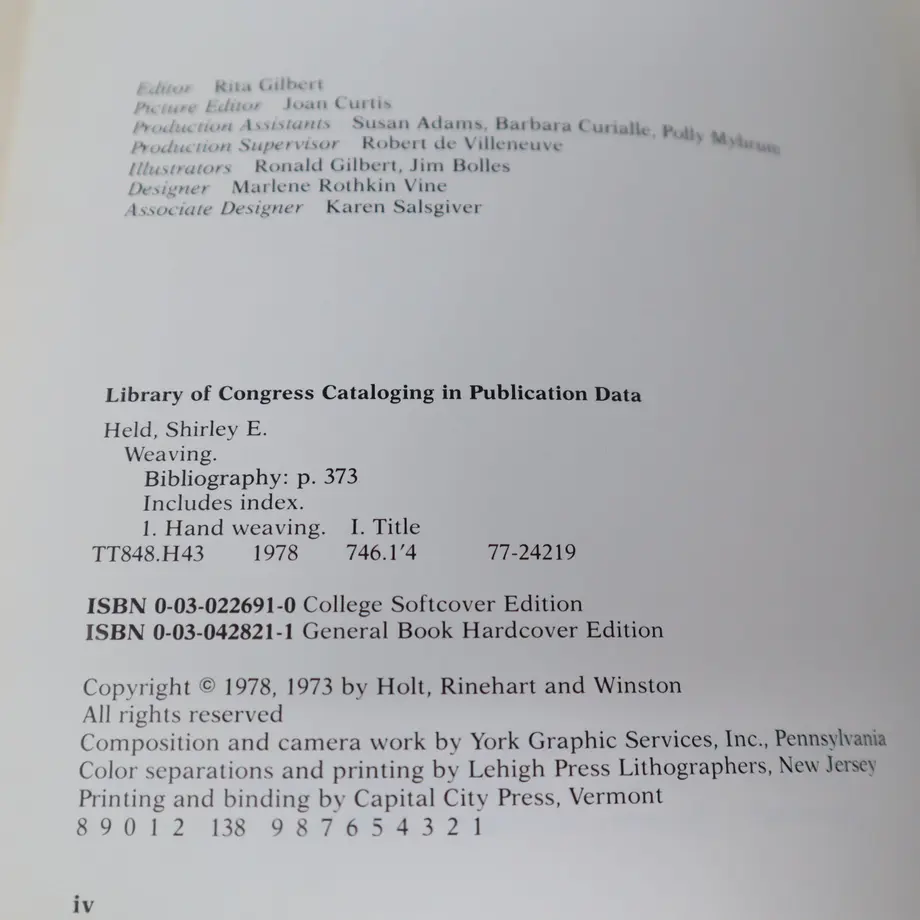 Editor Rita Gilbert
Picture Editor Joan Curtis
Production Assistants Susan Adams, Barbara Curialle, Polly Myhrum
Production Supervisor Robert de Villeneuve
Illustrators Ronald Gilbert, Jim Bolles
Designer Marlene Rothkin Vine
Associate Designer Karen Salsgiver
Library of Congress Cataloging in Publication Data
Held, Shirley E.
Weaving.
Bibliography: p. 373
Includes index.
1. Hand weaving. I. Title
TT848.H43 1978 746.1'4 77-24219
ISBN 0-03-022691-0 College Softcover Edition
ISBN 0-03-042821-1 General Book Hardcover Edition
Copyright © 1978, 1973 by Holt, Rinehart and Winston
All rights reserved
Composition and camera work by York Graphic Services, Inc., Pennsylvania
Color separations and printing by Lehigh Press Lithographers, New Jersey
Printing and binding by Capital City Press, Vermont
8 9 0 1 2 138 9 8 7 6 5 4 3 2 1
iv